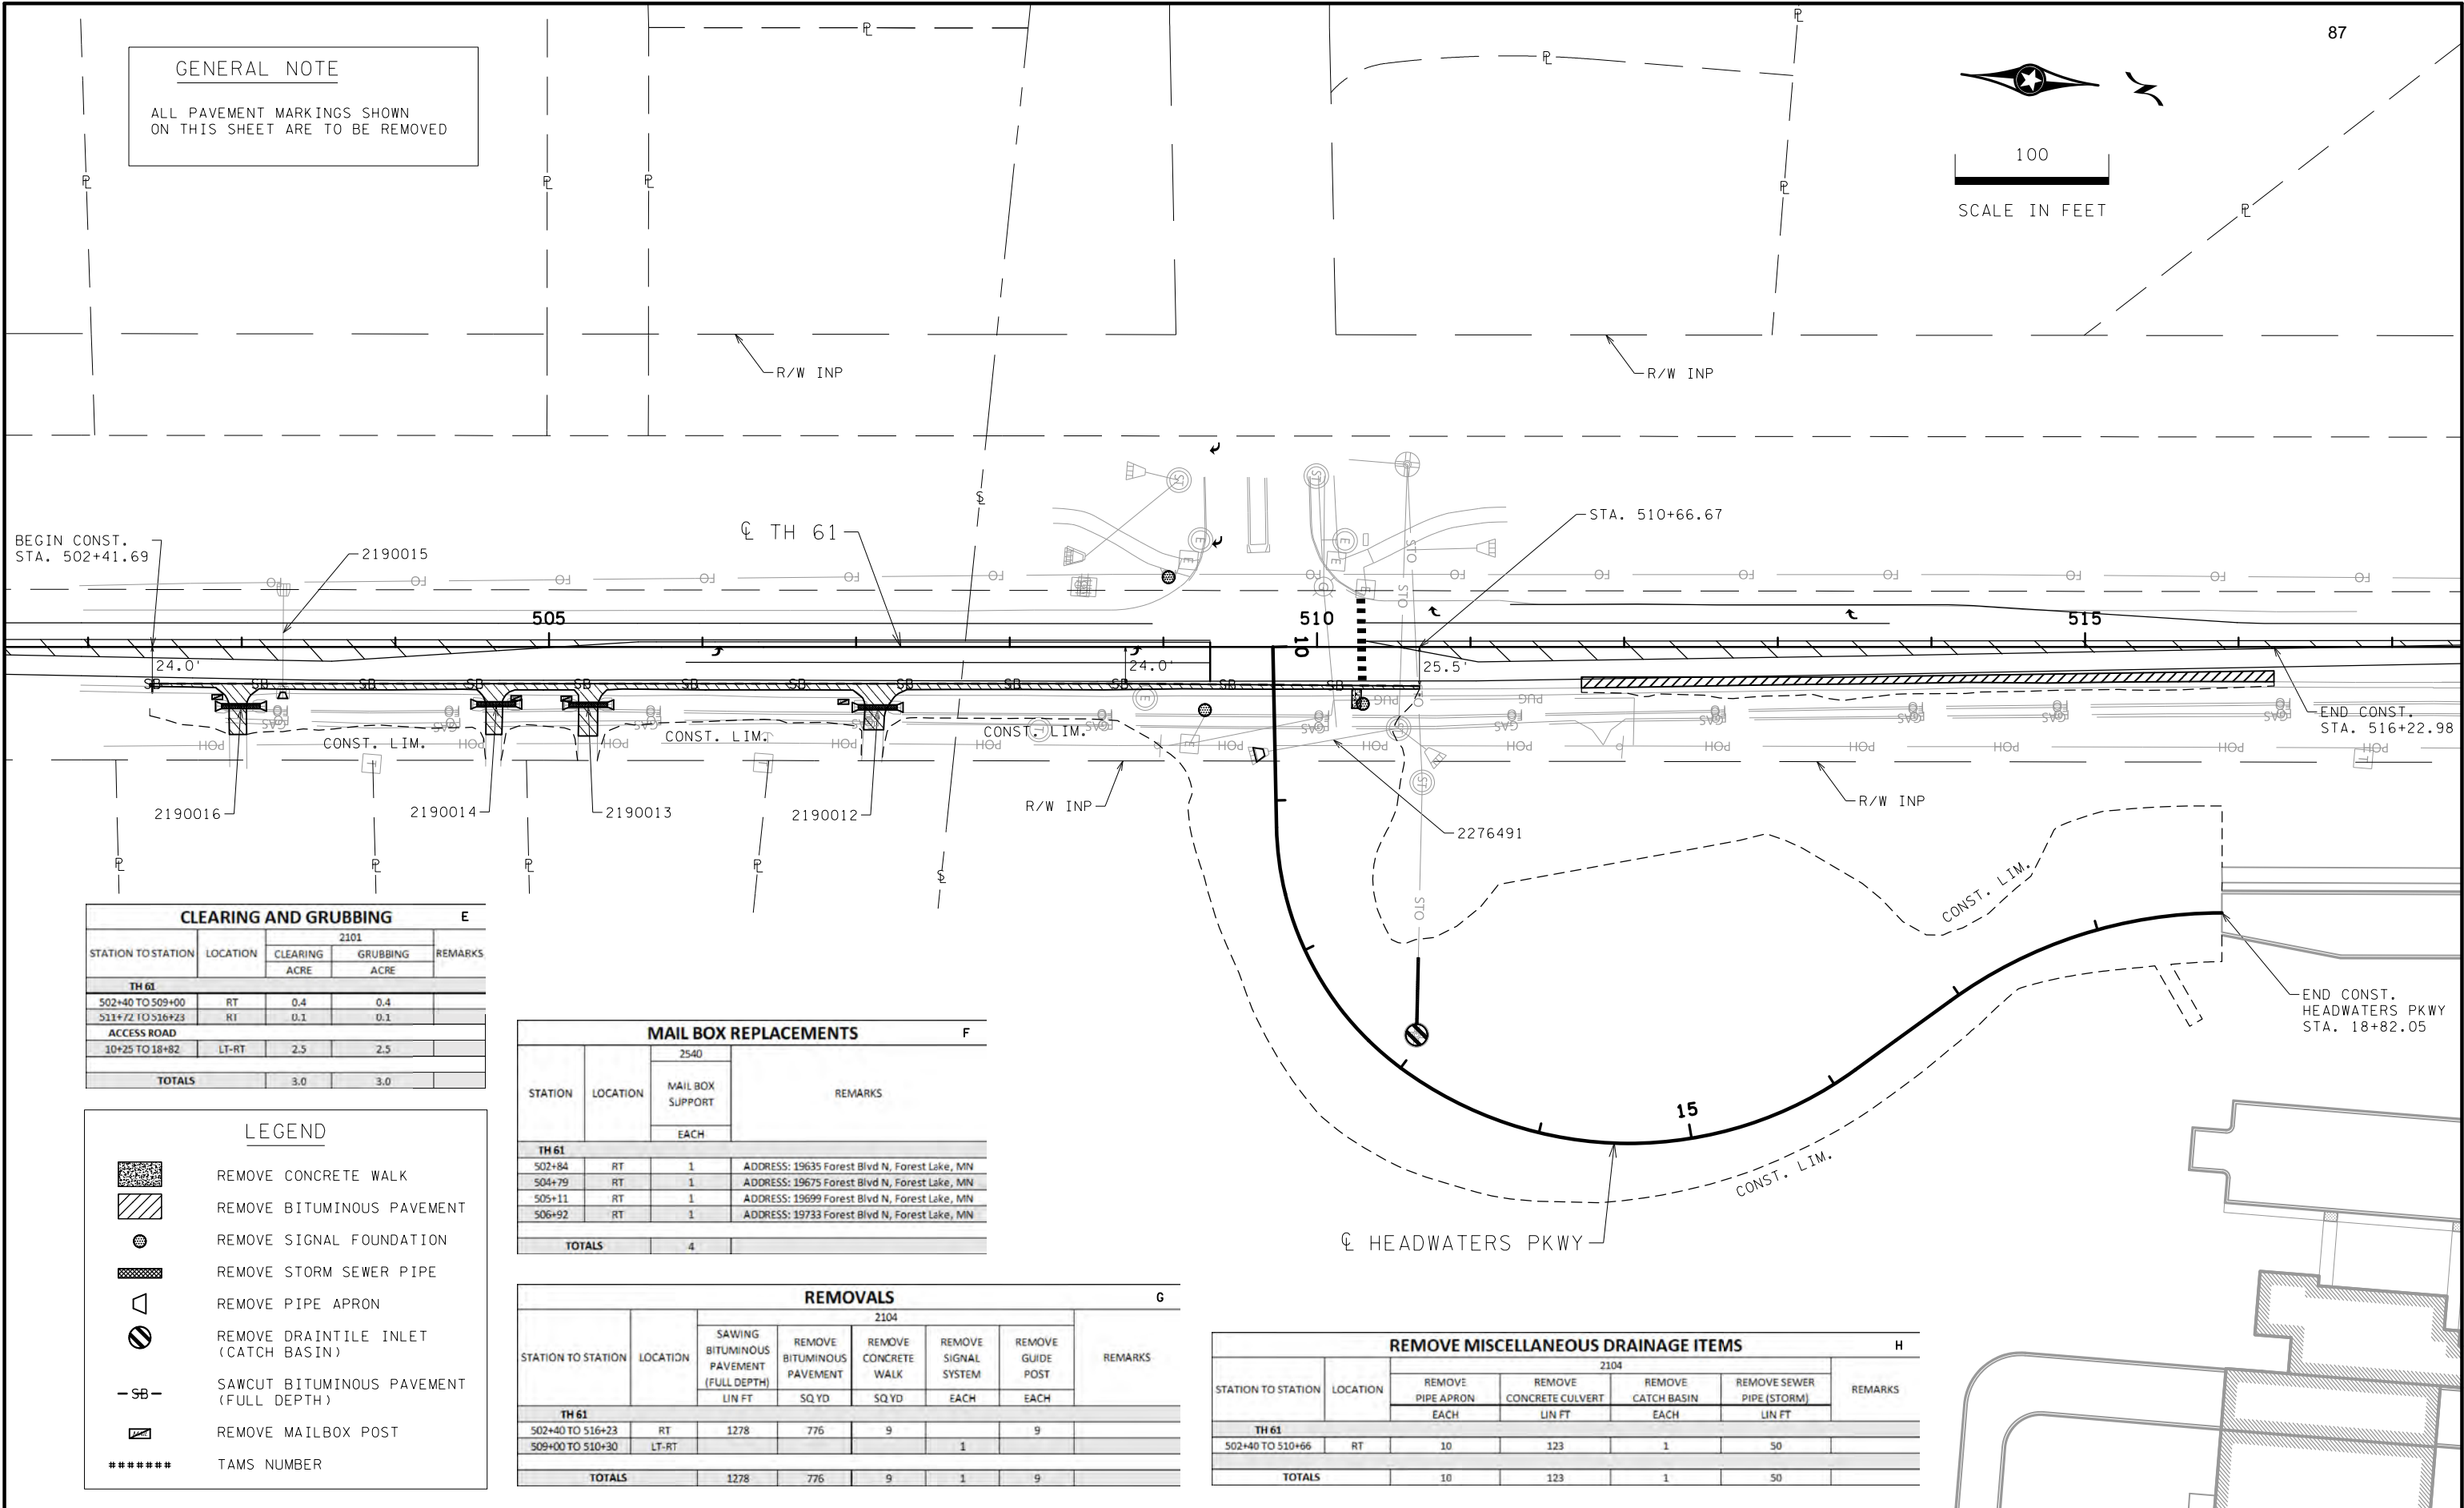 87
GENERAL NOTE
ALL PAVEMENT MARKINGS SHOWN
ON THIS SHEET ARE TO BE REMOVED
100
SCALE IN FEET
R/W INP
R/W INP
BEGIN CONST.
STA. 502+41.69
2190015
℄ TH 61
STA. 510+66.67
505
510
515
10
24.0'
24.0'
25.5'
END CONST.
STA. 516+22.98
CONST. LIM.
CONST. LIM.
CONST. LIM.
2190016
2190014
2190013
2190012
R/W INP
2276491
R/W INP
CONST. LIM.
END CONST.
HEADWATERS PKWY
STA. 18+82.05
15
CONST. LIM.
℄ HEADWATERS PKWY
CLEARING AND GRUBBING E
2101
STATION TO STATION LOCATION CLEARING GRUBBING REMARKS
ACRE ACRE
TH 61
502+40 TO 509+00 RT 0.4 0.4
511+72 TO 516+23 RT 0.1 0.1
ACCESS ROAD
10+25 TO 18+82 LT-RT 2.5 2.5
TOTALS 3.0 3.0
LEGEND
REMOVE CONCRETE WALK
REMOVE BITUMINOUS PAVEMENT
REMOVE SIGNAL FOUNDATION
REMOVE STORM SEWER PIPE
REMOVE PIPE APRON
REMOVE DRAINTILE INLET
(CATCH BASIN)
SB SAWCUT BITUMINOUS PAVEMENT
(FULL DEPTH)
REMOVE MAILBOX POST
####### TAMS NUMBER
MAIL BOX REPLACEMENTS F
2540
STATION LOCATION MAIL BOX SUPPORT REMARKS
EACH
TH 61
502+84 RT 1 ADDRESS: 19635 Forest Blvd N, Forest Lake, MN
504+79 RT 1 ADDRESS: 19675 Forest Blvd N, Forest Lake, MN
505+11 RT 1 ADDRESS: 19699 Forest Blvd N, Forest Lake, MN
506+92 RT 1 ADDRESS: 19733 Forest Blvd N, Forest Lake, MN
TOTALS 4
REMOVALS G
2104
STATION TO STATION LOCATION SAWING BITUMINOUS PAVEMENT (FULL DEPTH) REMOVE BITUMINOUS PAVEMENT REMOVE CONCRETE WALK REMOVE SIGNAL SYSTEM REMOVE GUIDE POST REMARKS
LIN FT SQ YD SQ YD EACH EACH
TH 61
502+40 TO 516+23 RT 1278 776 9 9
509+00 TO 510+30 LT-RT 1
TOTALS 1278 776 9 1 9
REMOVE MISCELLANEOUS DRAINAGE ITEMS H
2104
STATION TO STATION LOCATION REMOVE PIPE APRON REMOVE CONCRETE CULVERT REMOVE CATCH BASIN REMOVE SEWER PIPE (STORM) REMARKS
EACH LIN FT EACH LIN FT
TH 61
502+40 TO 510+66 RT 10 123 1 50
TOTALS 10 123 1 50